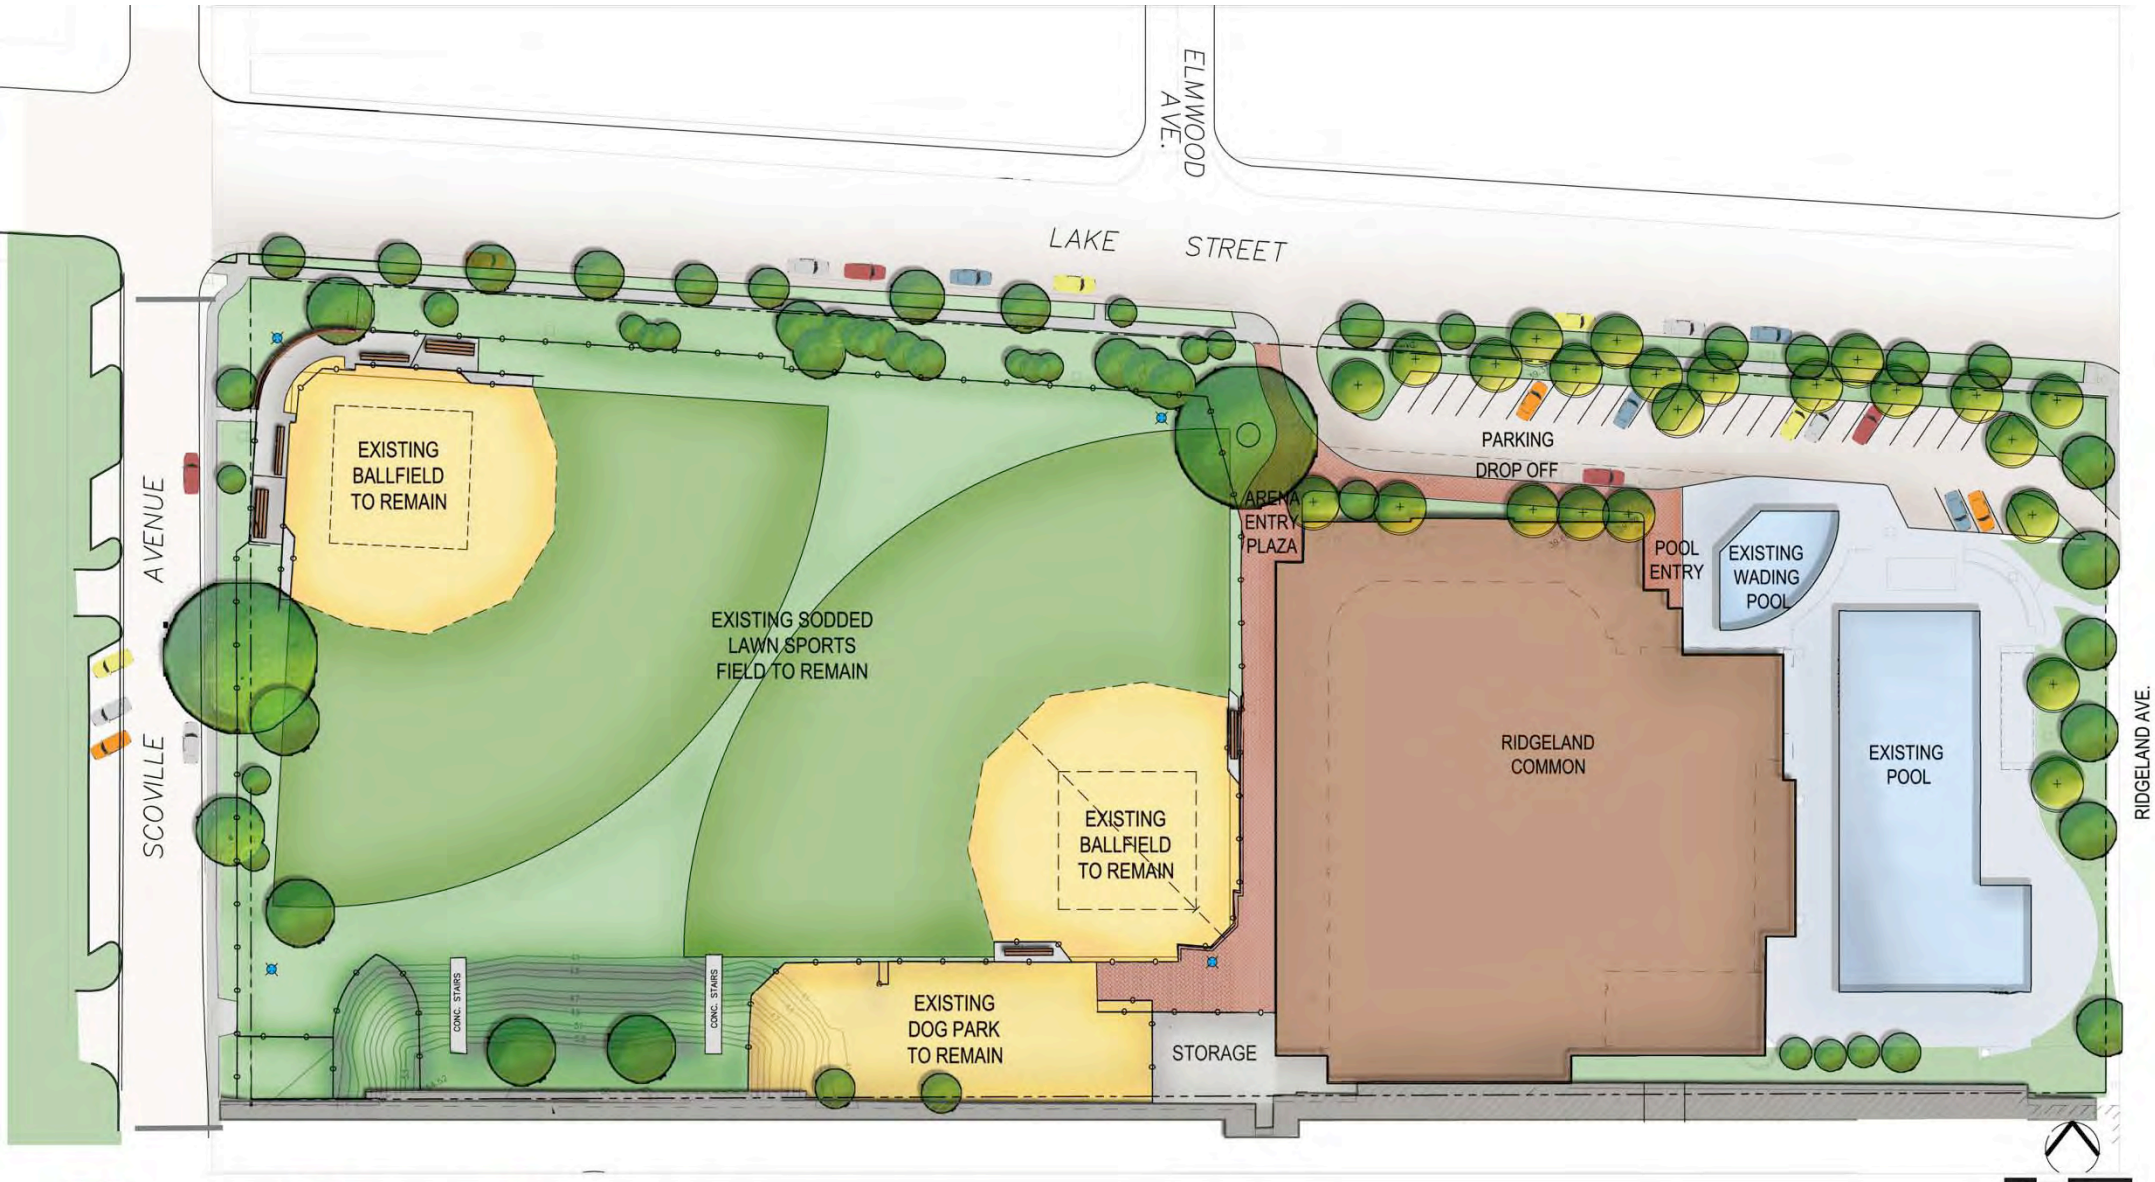 ELMWOOD
AVE.
LAKE STREET
EXISTING
BALLFIELD
TO REMAIN
PARKING
DROP OFF
ARENA
ENTRY
PLAZA
POOL
ENTRY
EXISTING
WADING
POOL
SCOVILLE AVENUE
EXISTING SODDED
LAWN SPORTS
FIELD TO REMAIN
RIDGELAND
COMMON
EXISTING
POOL
RIDGELAND AVE.
EXISTING
BALLFIELD
TO REMAIN
CONC. STAIRS
CONC. STAIRS
EXISTING
DOG PARK
TO REMAIN
STORAGE